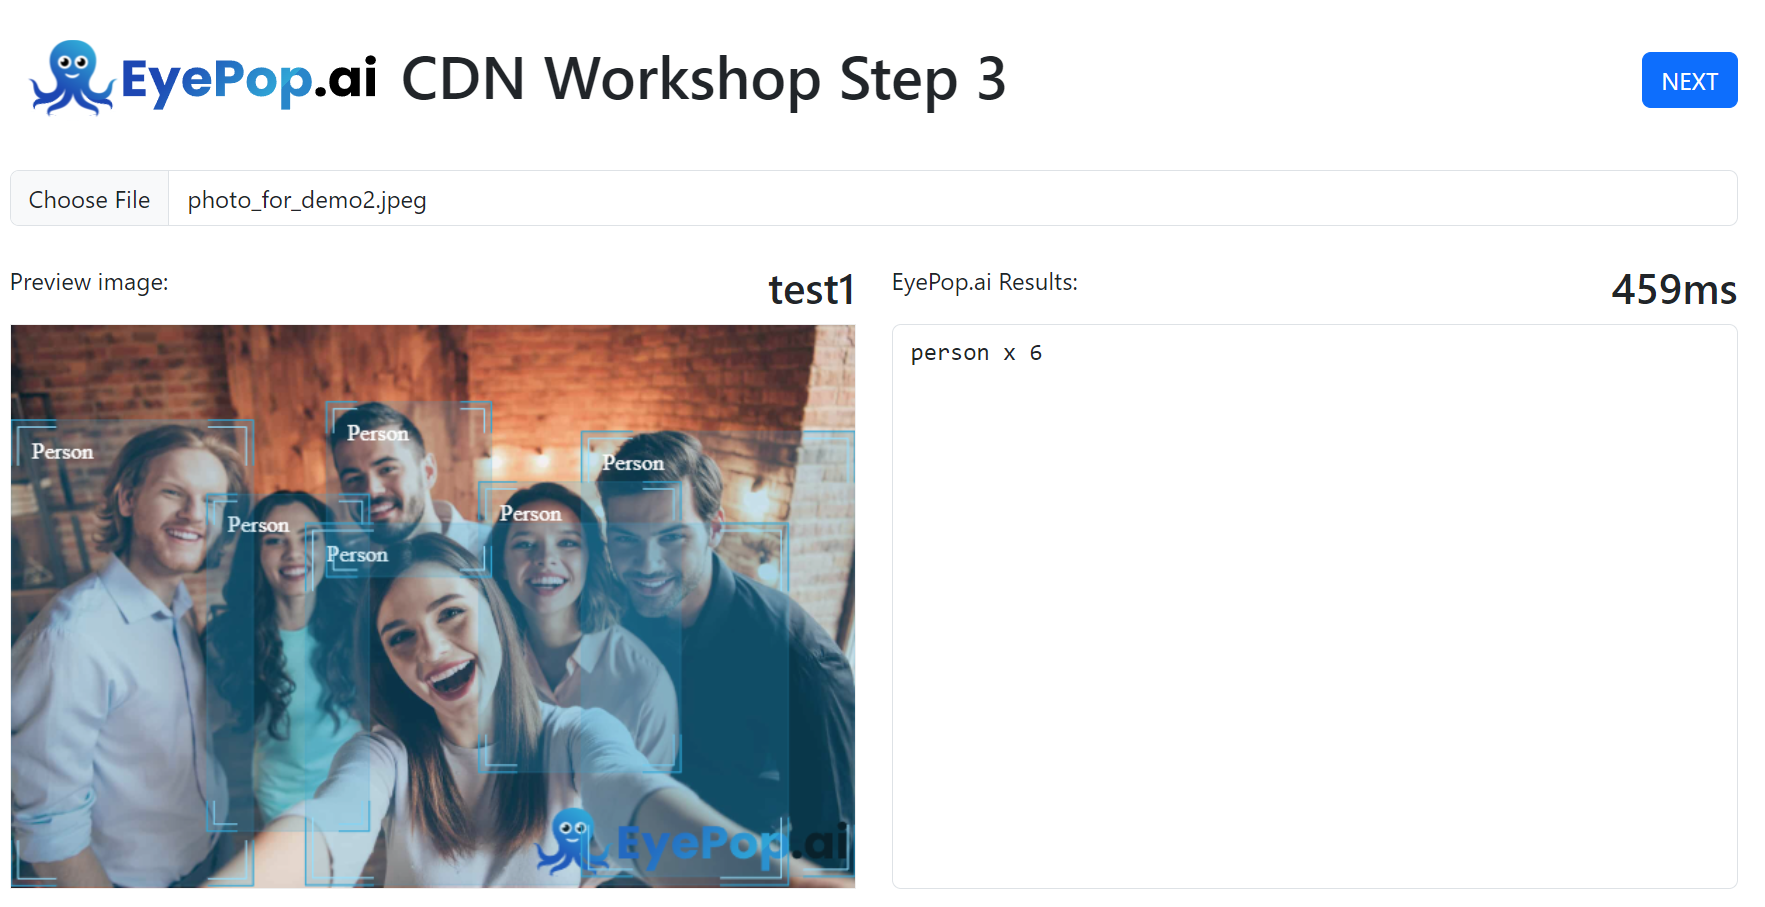 EyePop.ai CDN Workshop Step 3
NEXT
Choose File
photo_for_demo2.jpeg
Preview image:
test1
EyePop.ai Results:
459ms
person x 6
Person
Person
Person
Person
Person
Person
EyePop.ai